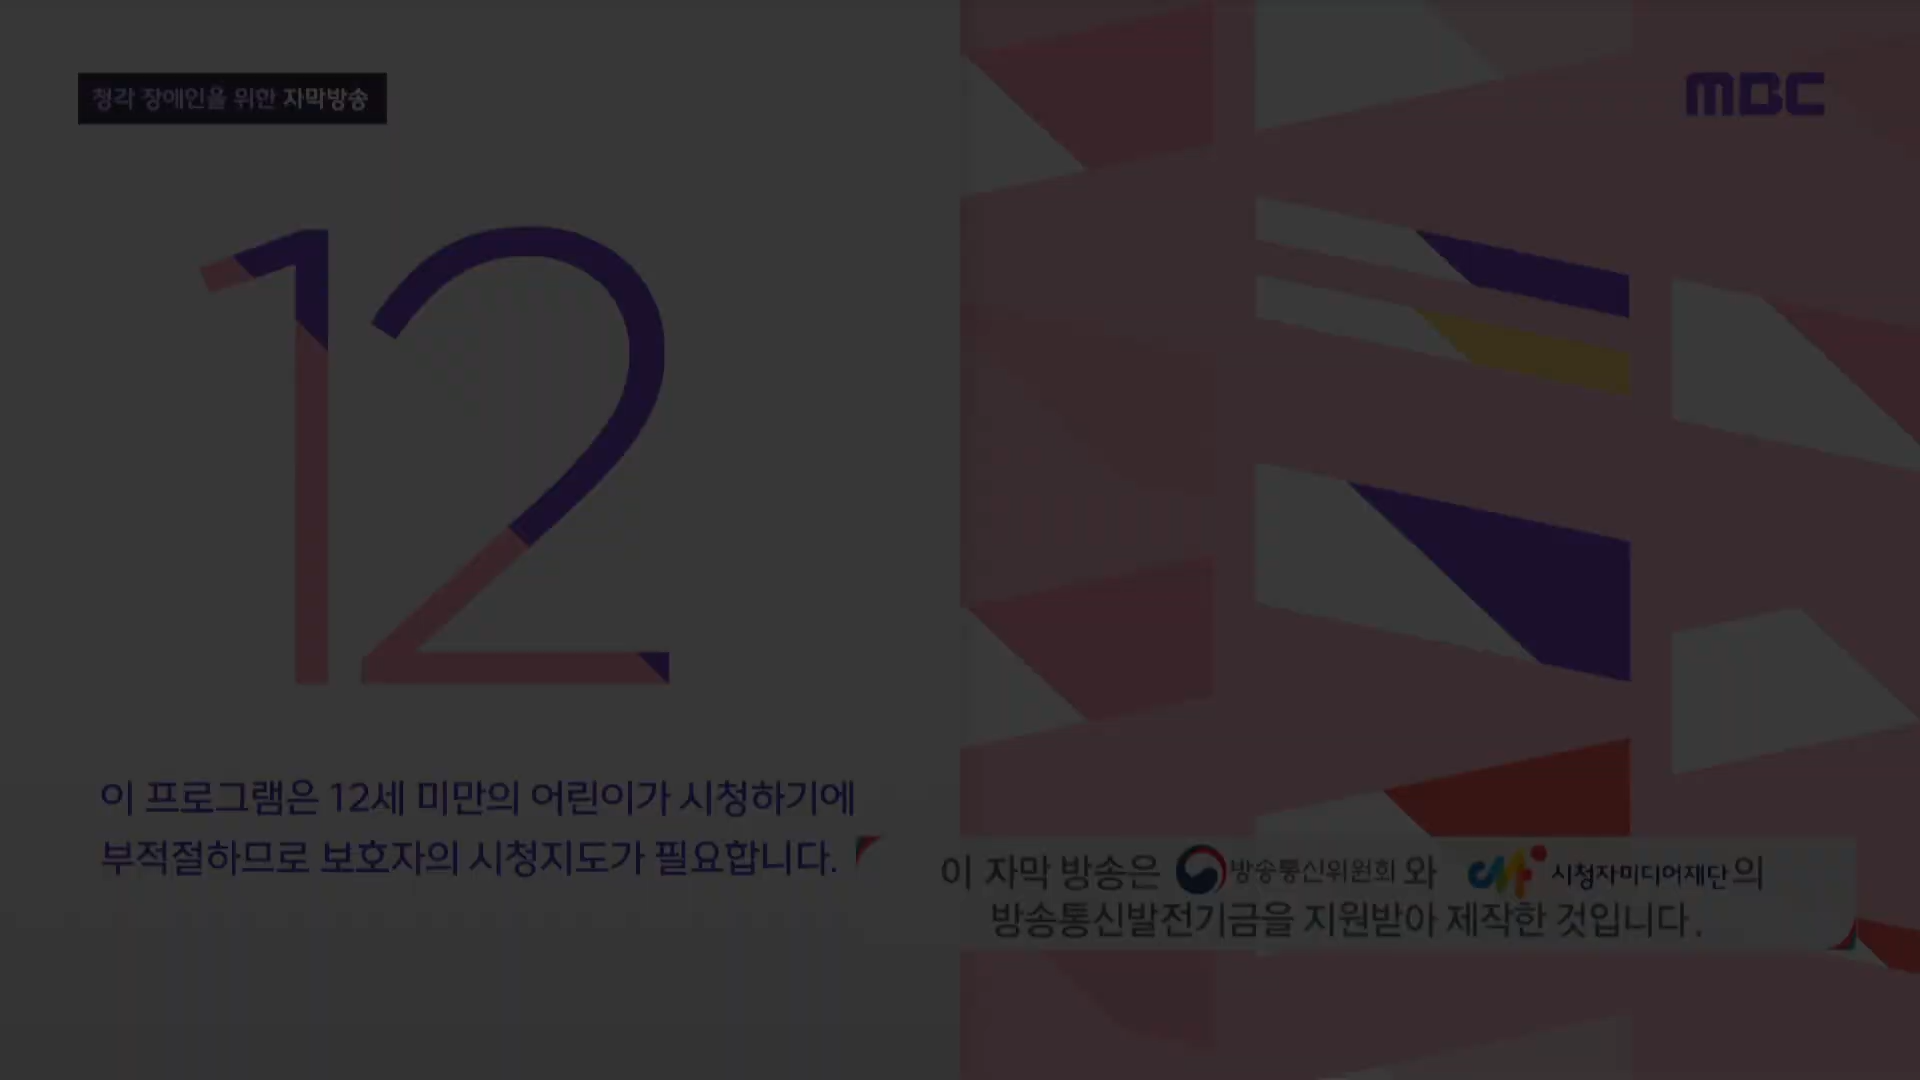 청각 장애인을 위한 자막방송
MBC
12
이 프로그램은 12세 미만의 어린이가 시청하기에
부적절하므로 보호자의 시청지도가 필요합니다.
이 자막 방송은 방송통신위원회 와 시청자미디어재단의
방송통신발전기금을 지원받아 제작한 것입니다.